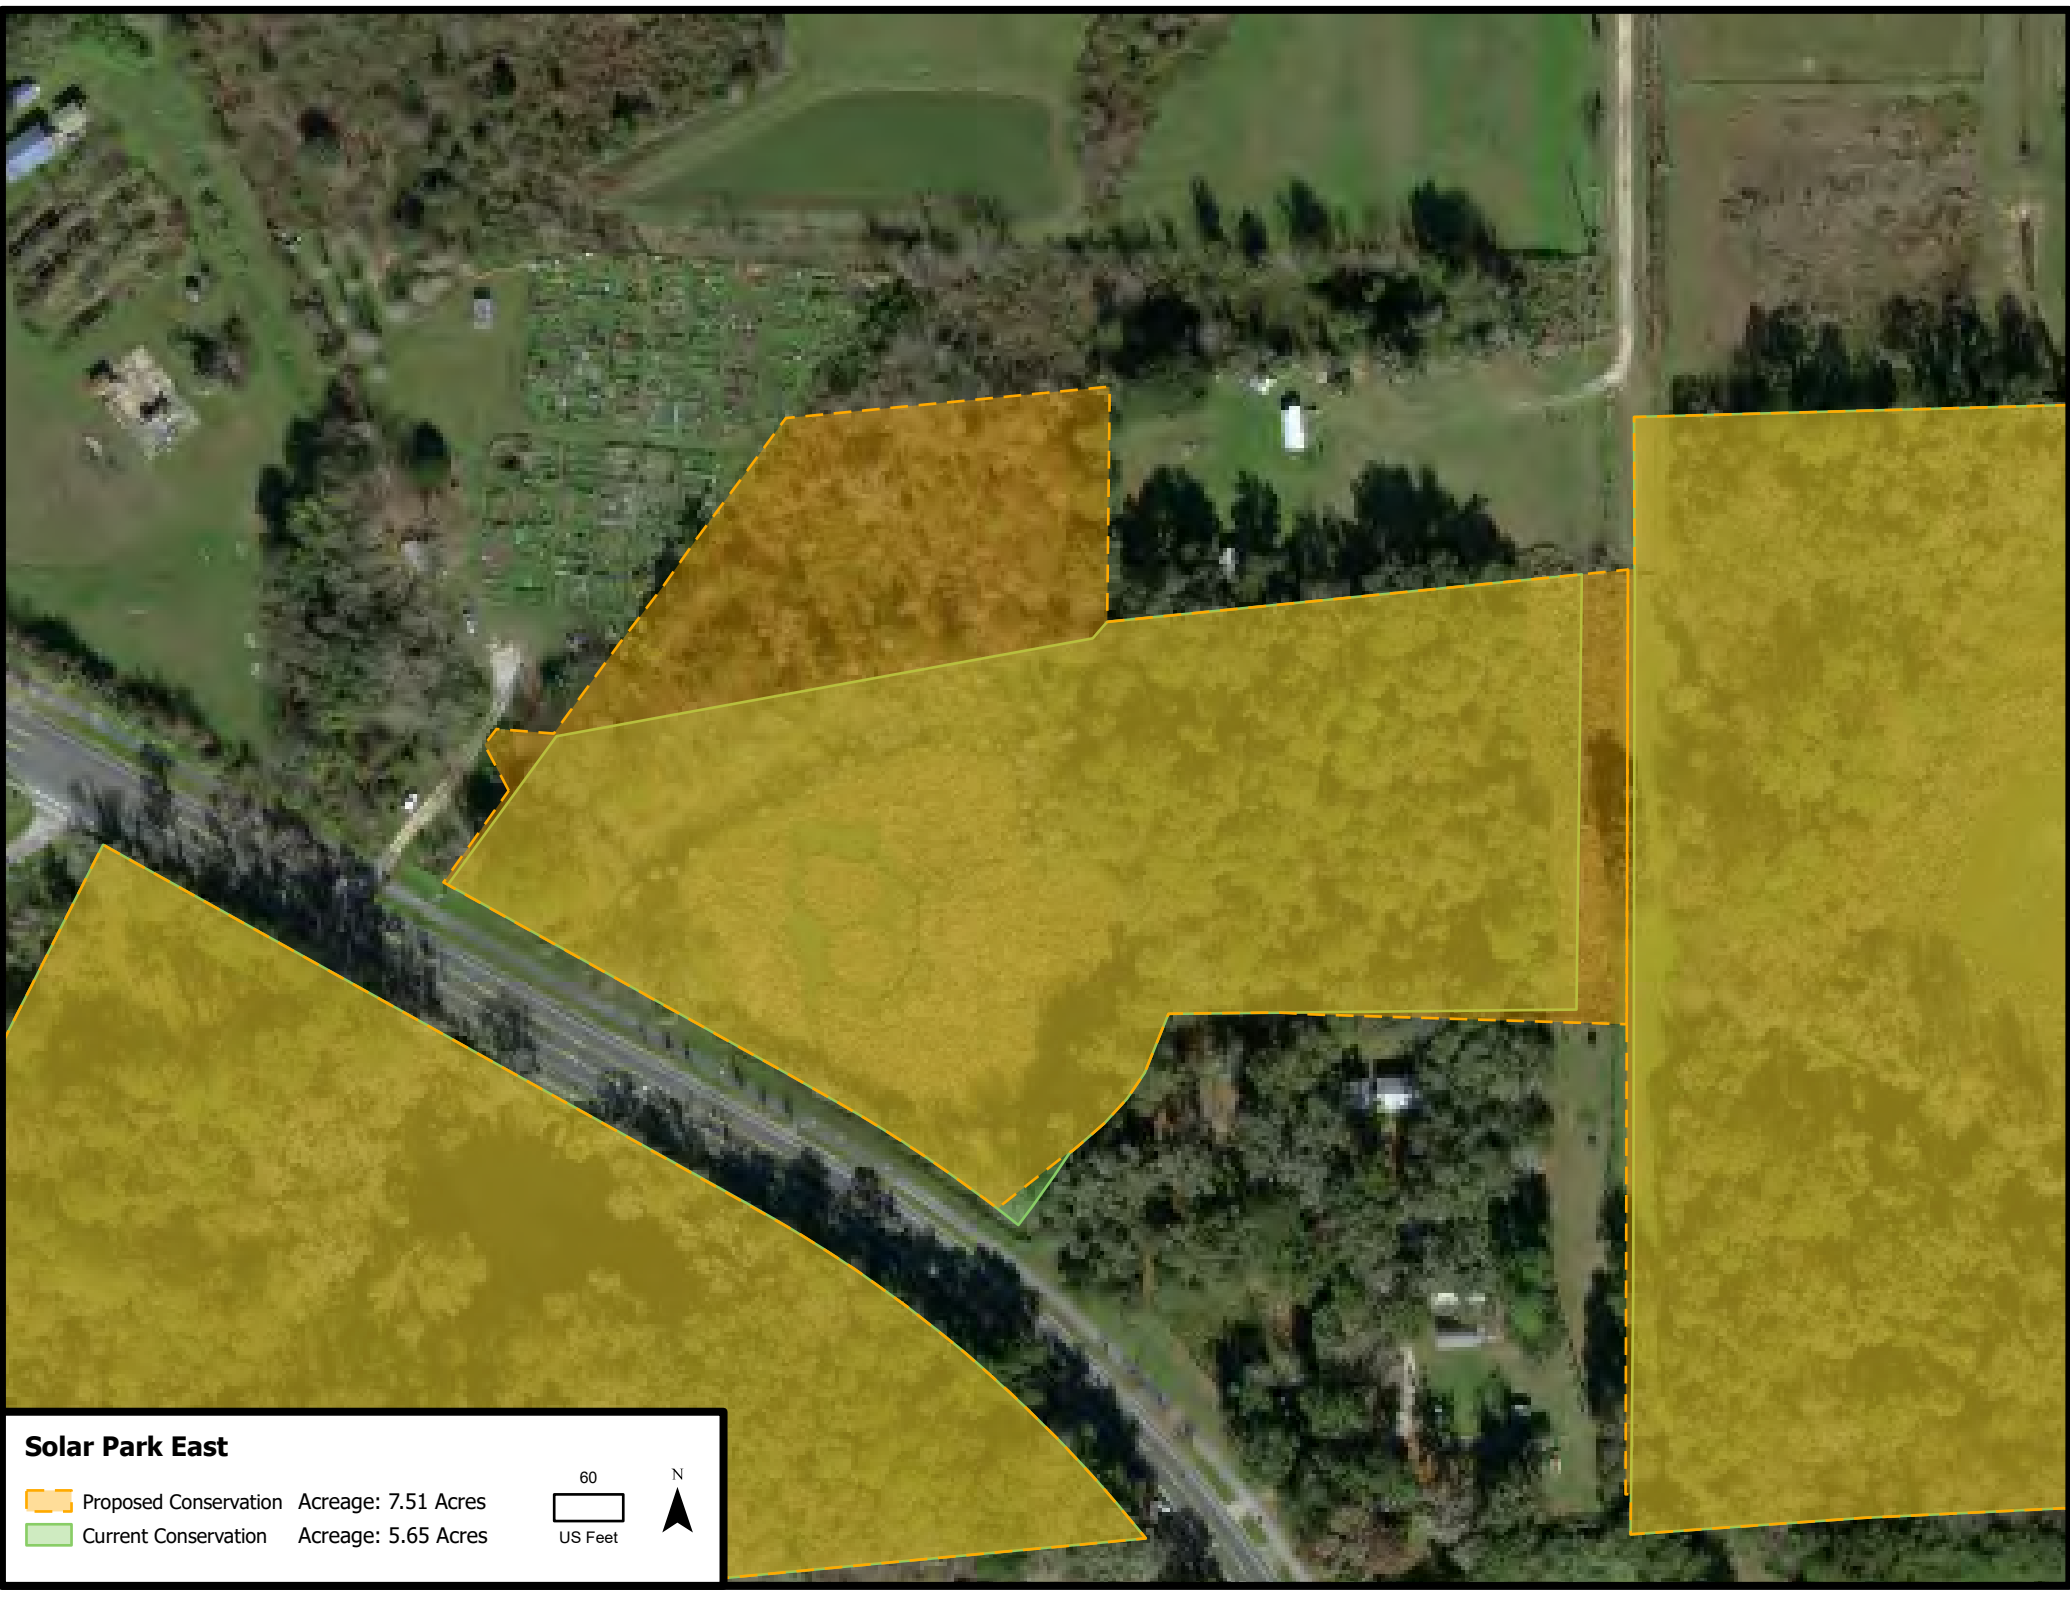 Solar Park East
Proposed Conservation Acreage: 7.51 Acres
Current Conservation Acreage: 5.65 Acres
60
US Feet
N